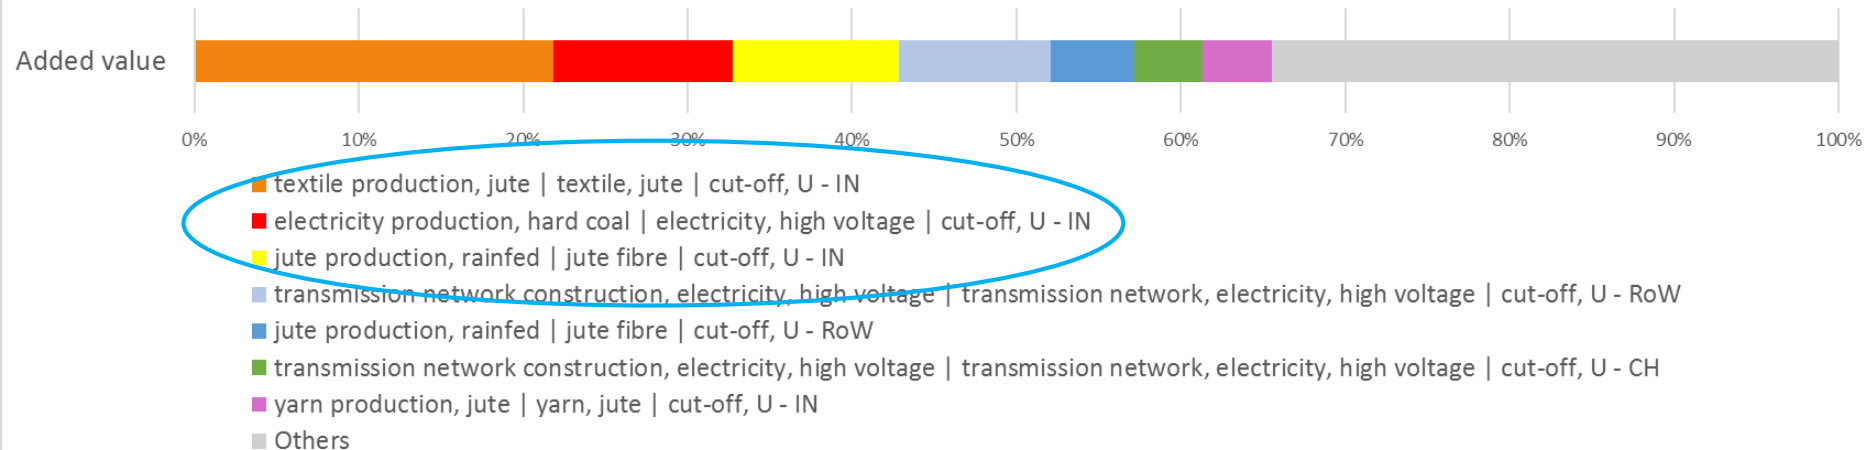 Added value
0% 10% 20% 30% 40% 50% 60% 70% 80% 90% 100%
textile production, jute | textile, jute | cut-off, U - IN
electricity production, hard coal | electricity, high voltage | cut-off, U - IN
jute production, rainfed | jute fibre | cut-off, U - IN
transmission network construction, electricity, high voltage | transmission network, electricity, high voltage | cut-off, U - RoW
jute production, rainfed | jute fibre | cut-off, U - RoW
transmission network construction, electricity, high voltage | transmission network, electricity, high voltage | cut-off, U - CH
yarn production, jute | yarn, jute | cut-off, U - IN
Others